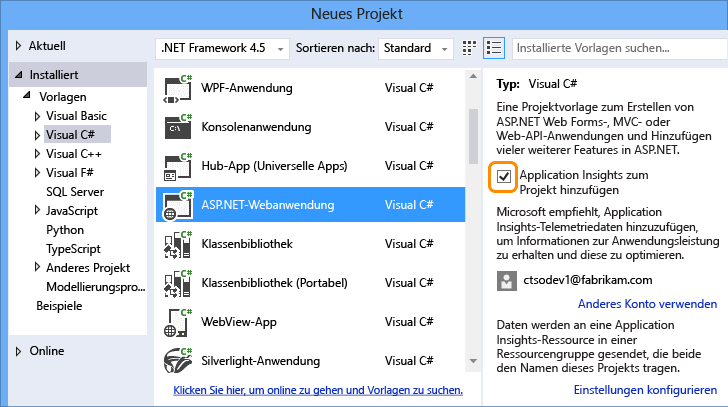 Neues Projekt
Aktuell
Installiert
Vorlagen
Visual Basic
Visual C#
Visual C++
Visual F#
SQL Server
JavaScript
Python
TypeScript
Anderes Projekt
Modellierungspro...
Beispiele
Online
.NET Framework 4.5 Sortieren nach: Standard
Installierte Vorlagen suchen...
C# WPF-Anwendung Visual C#
C# C:\ Konsolenanwendung Visual C#
C# Hub-App (Universelle Apps) Visual C#
C# ASP.NET-Webanwendung Visual C#
C# Klassenbibliothek Visual C#
C# Klassenbibliothek (Portabel) Visual C#
C# WebView-App Visual C#
C# Silverlight-Anwendung Visual C#
Klicken Sie hier, um online zu gehen und Vorlagen zu suchen.
Typ: Visual C#
Eine Projektvorlage zum Erstellen von
ASP.NET Web Forms-, MVC- oder
Web-API-Anwendungen und Hinzufügen
vieler weiterer Features in ASP.NET.
Application Insights zum
Projekt hinzufügen
Microsoft empfiehlt, Application
Insights-Telemetriedaten hinzuzufügen,
um Informationen zur Anwendungsleistung
zu erhalten und diese zu optimieren.
ctsodev1@fabrikam.com
Anderes Konto verwenden
Daten werden an eine Application
Insights-Ressource in einer
Ressourcengruppe gesendet, die beide
den Namen dieses Projekts tragen.
Einstellungen konfigurieren